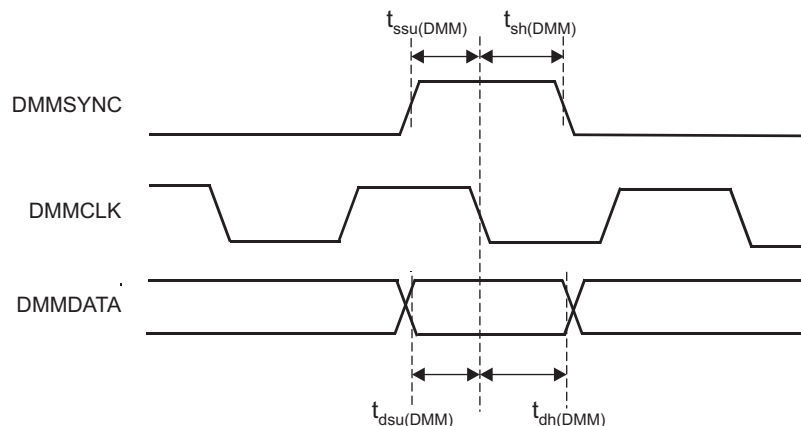 t_ssu(DMM) t_sh(DMM)
DMMSYNC
DMMCLK
DMMDATA
t_dsu(DMM) t_dh(DMM)